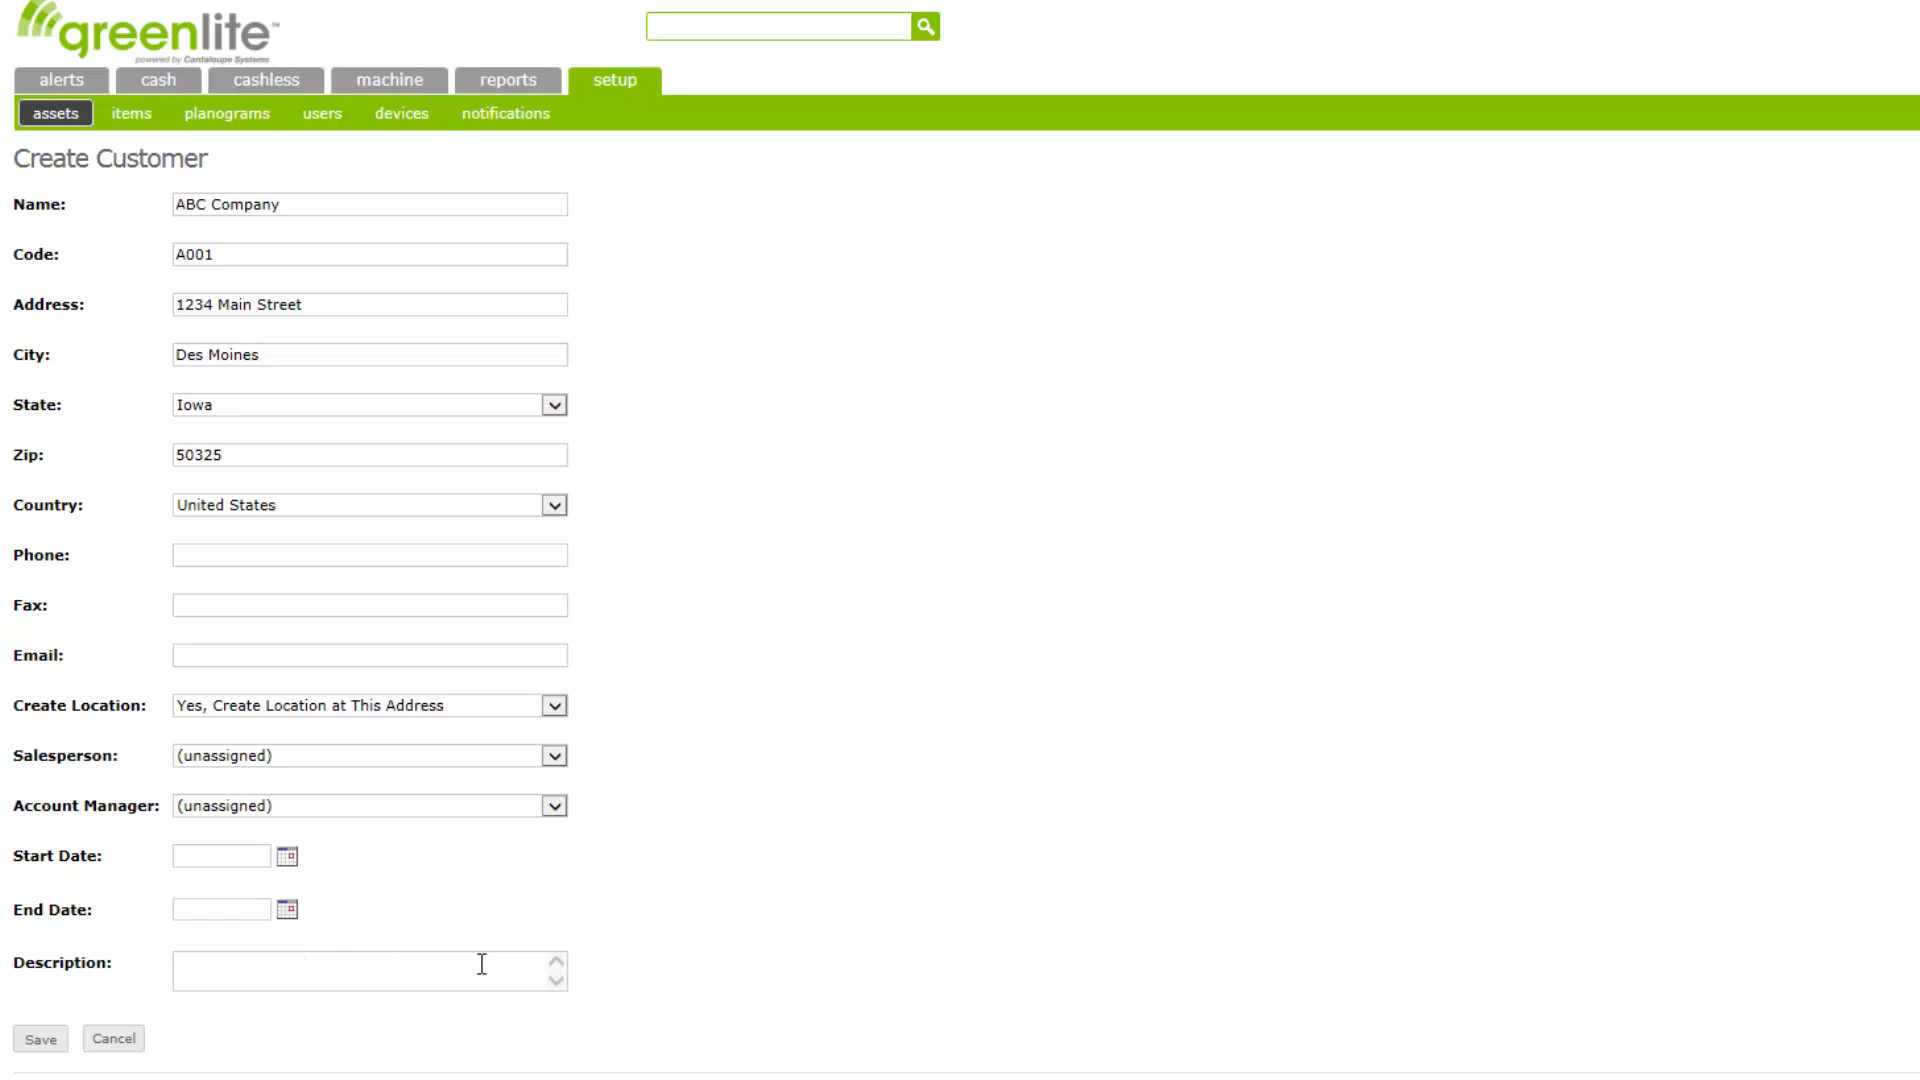 greenlite™
powered by Cantaloupe Systems
alerts cash cashless machine reports setup
assets items planograms users devices notifications
Create Customer
Name: ABC Company
Code: A001
Address: 1234 Main Street
City: Des Moines
State: Iowa
Zip: 50325
Country: United States
Phone:
Fax:
Email:
Create Location: Yes, Create Location at This Address
Salesperson: (unassigned)
Account Manager: (unassigned)
Start Date:
End Date:
Description:
Save Cancel